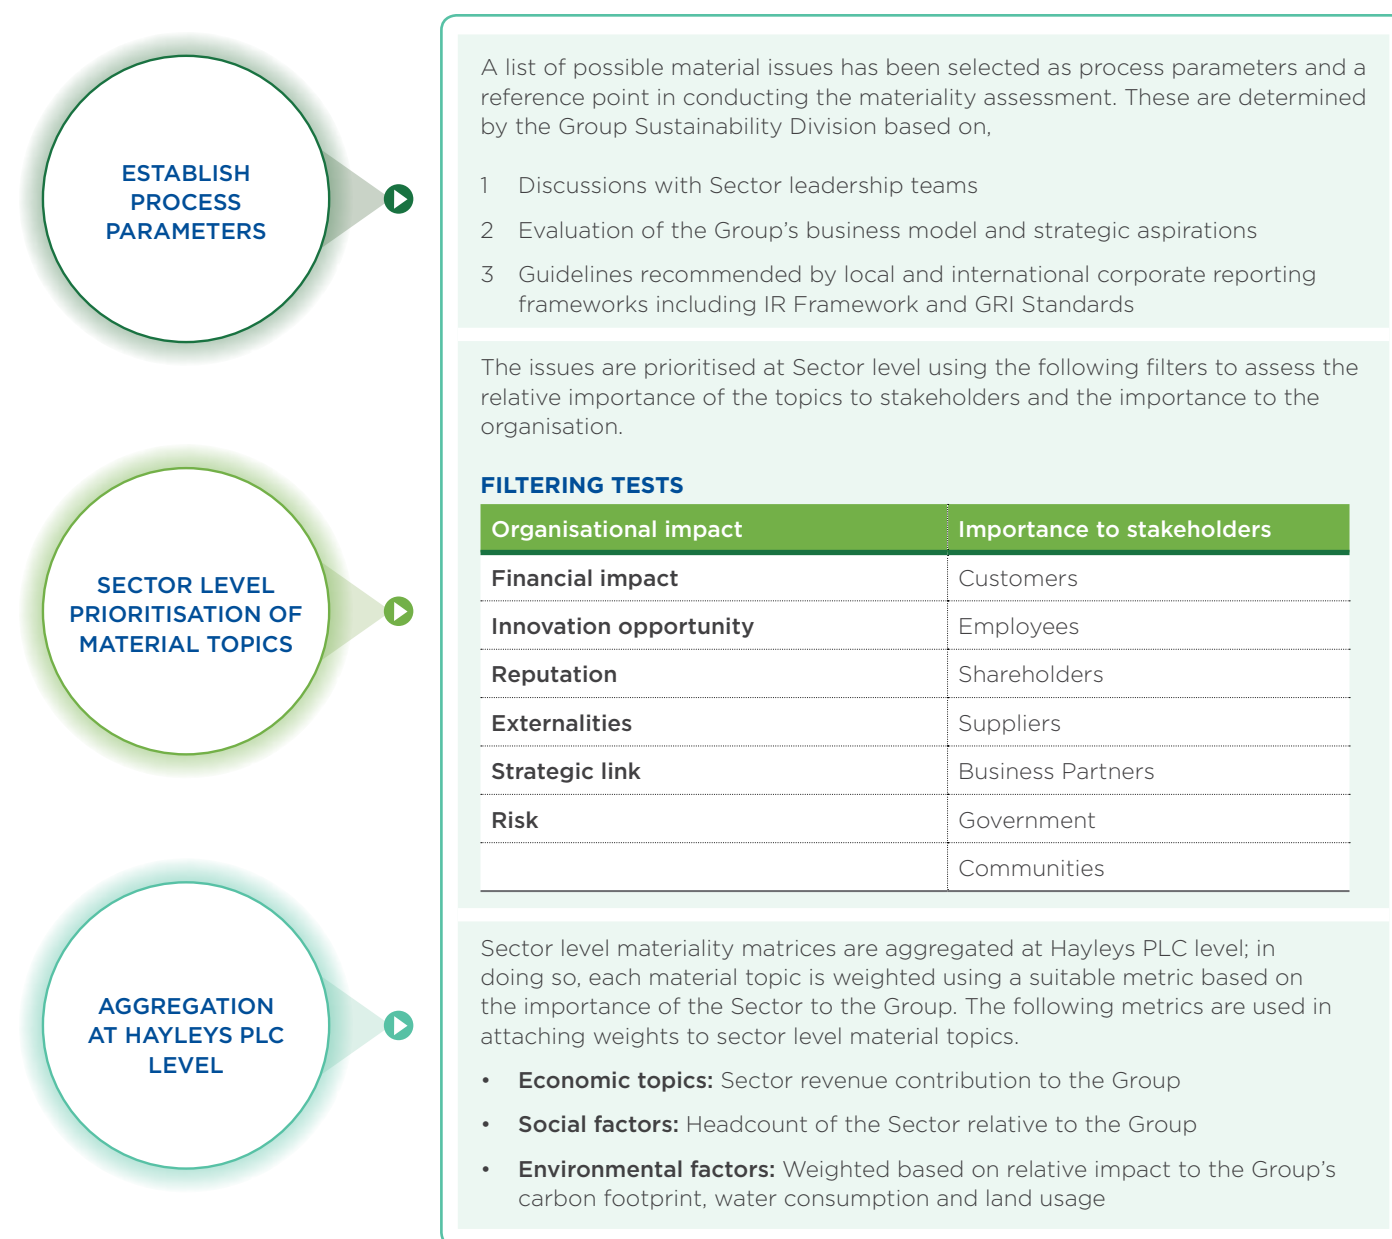 ESTABLISH
PROCESS
PARAMETERS
A list of possible material issues has been selected as process parameters and a
reference point in conducting the materiality assessment. These are determined
by the Group Sustainability Division based on,
1 Discussions with Sector leadership teams
2 Evaluation of the Group's business model and strategic aspirations
3 Guidelines recommended by local and international corporate reporting
frameworks including IR Framework and GRI Standards
SECTOR LEVEL
PRIORITISATION OF
MATERIAL TOPICS
The issues are prioritised at Sector level using the following filters to assess the
relative importance of the topics to stakeholders and the importance to the
organisation.
FILTERING TESTS
Organisational impact Importance to stakeholders
Financial impact Customers
Innovation opportunity Employees
Reputation Shareholders
Externalities Suppliers
Strategic link Business Partners
Risk Government
Communities
AGGREGATION
AT HAYLEYS PLC
LEVEL
Sector level materiality matrices are aggregated at Hayleys PLC level; in
doing so, each material topic is weighted using a suitable metric based on
the importance of the Sector to the Group. The following metrics are used in
attaching weights to sector level material topics.
• Economic topics: Sector revenue contribution to the Group
• Social factors: Headcount of the Sector relative to the Group
• Environmental factors: Weighted based on relative impact to the Group's
carbon footprint, water consumption and land usage